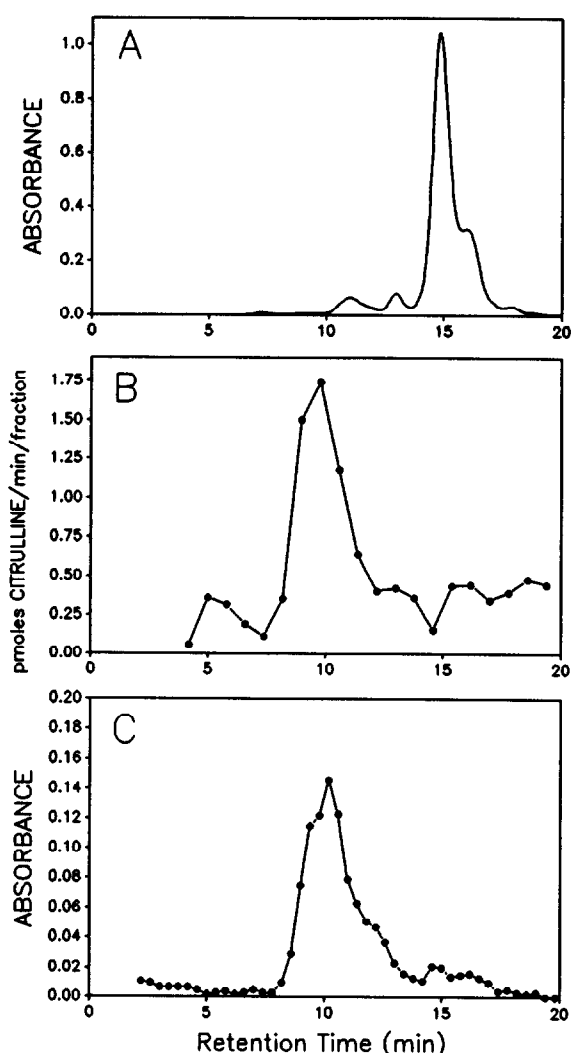 A
ABSORBANCE
1.0
0.8
0.6
0.4
0.2
0.0
0 5 10 15 20
B
pmoles CITRULLINE/min/fraction
1.75
1.50
1.25
1.00
0.75
0.50
0.25
0.00
0 5 10 15 20
C
ABSORBANCE
0.20
0.18
0.16
0.14
0.12
0.10
0.08
0.06
0.04
0.02
0.00
0 5 10 15 20
Retention Time (min)